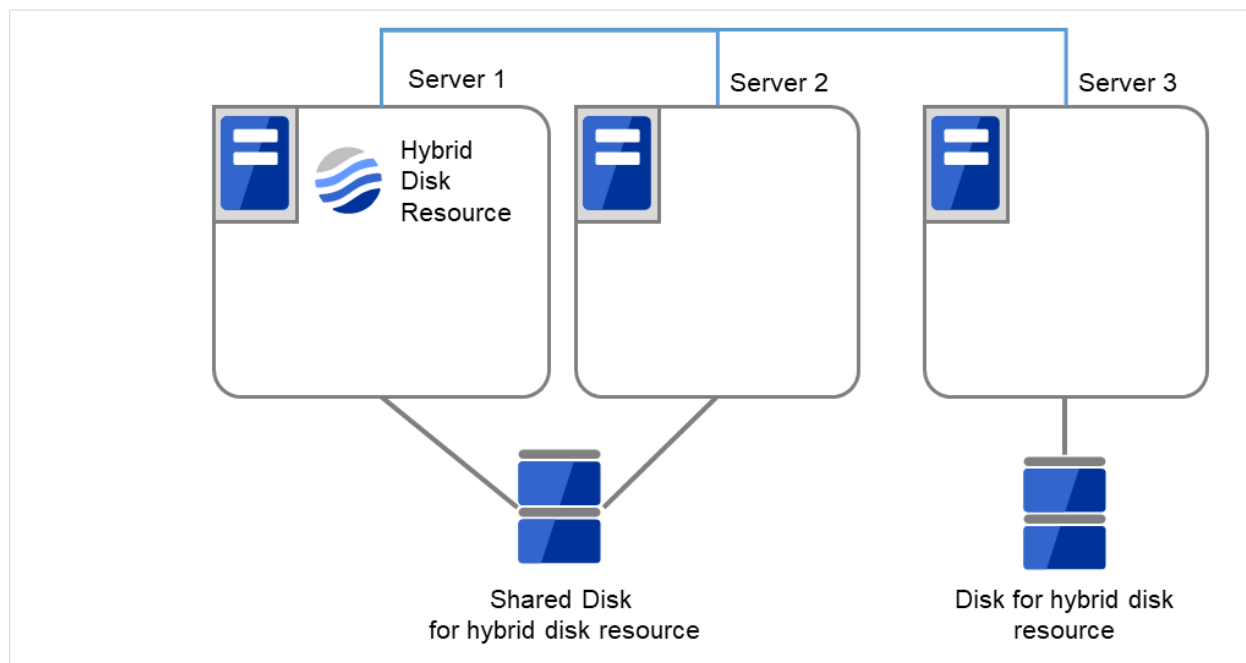 Server 1
Server 2
Server 3
Hybrid
Disk
Resource
Shared Disk
for hybrid disk resource
Disk for hybrid disk
resource